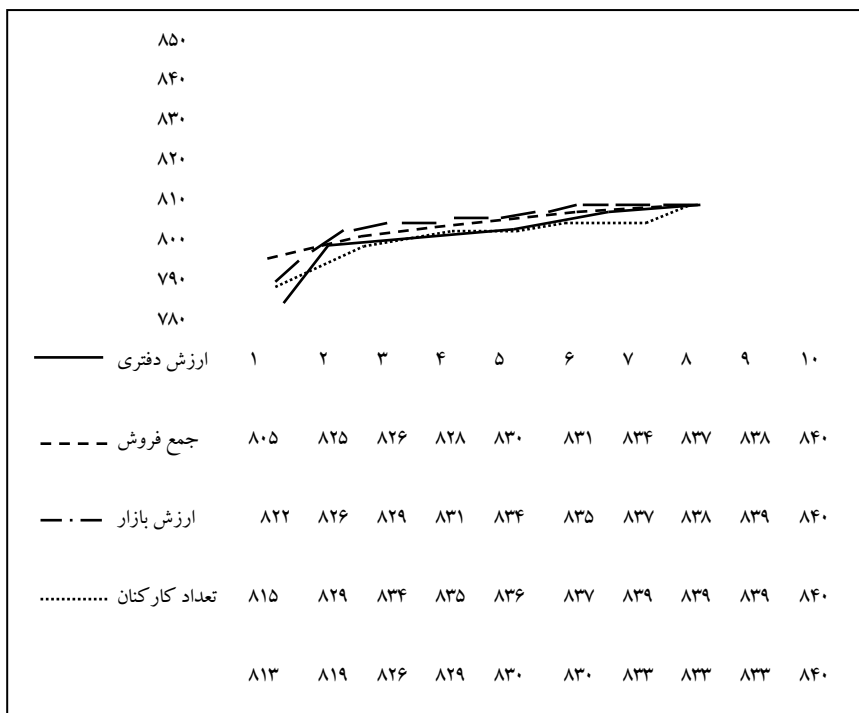 ۸۵۰
۸۴۰
۸۳۰
۸۲۰
۸۱۰
۸۰۰
۷۹۰
۷۸۰
ارزش دفتری ۱ ۲ ۳ ۴ ۵ ۶ ۷ ۸ ۹ ۱۰
جمع فروش ۸۰۵ ۸۲۵ ۸۲۶ ۸۲۸ ۸۳۰ ۸۳۱ ۸۳۴ ۸۳۷ ۸۳۸ ۸۴۰
ارزش بازار ۸۲۲ ۸۲۶ ۸۲۹ ۸۳۱ ۸۳۴ ۸۳۵ ۸۳۷ ۸۳۸ ۸۳۹ ۸۴۰
تعداد کارکنان ۸۱۵ ۸۲۹ ۸۳۴ ۸۳۵ ۸۳۶ ۸۳۷ ۸۳۹ ۸۳۹ ۸۳۹ ۸۴۰
۸۱۳ ۸۱۹ ۸۲۶ ۸۲۹ ۸۳۰ ۸۳۰ ۸۳۳ ۸۳۳ ۸۳۳ ۸۴۰